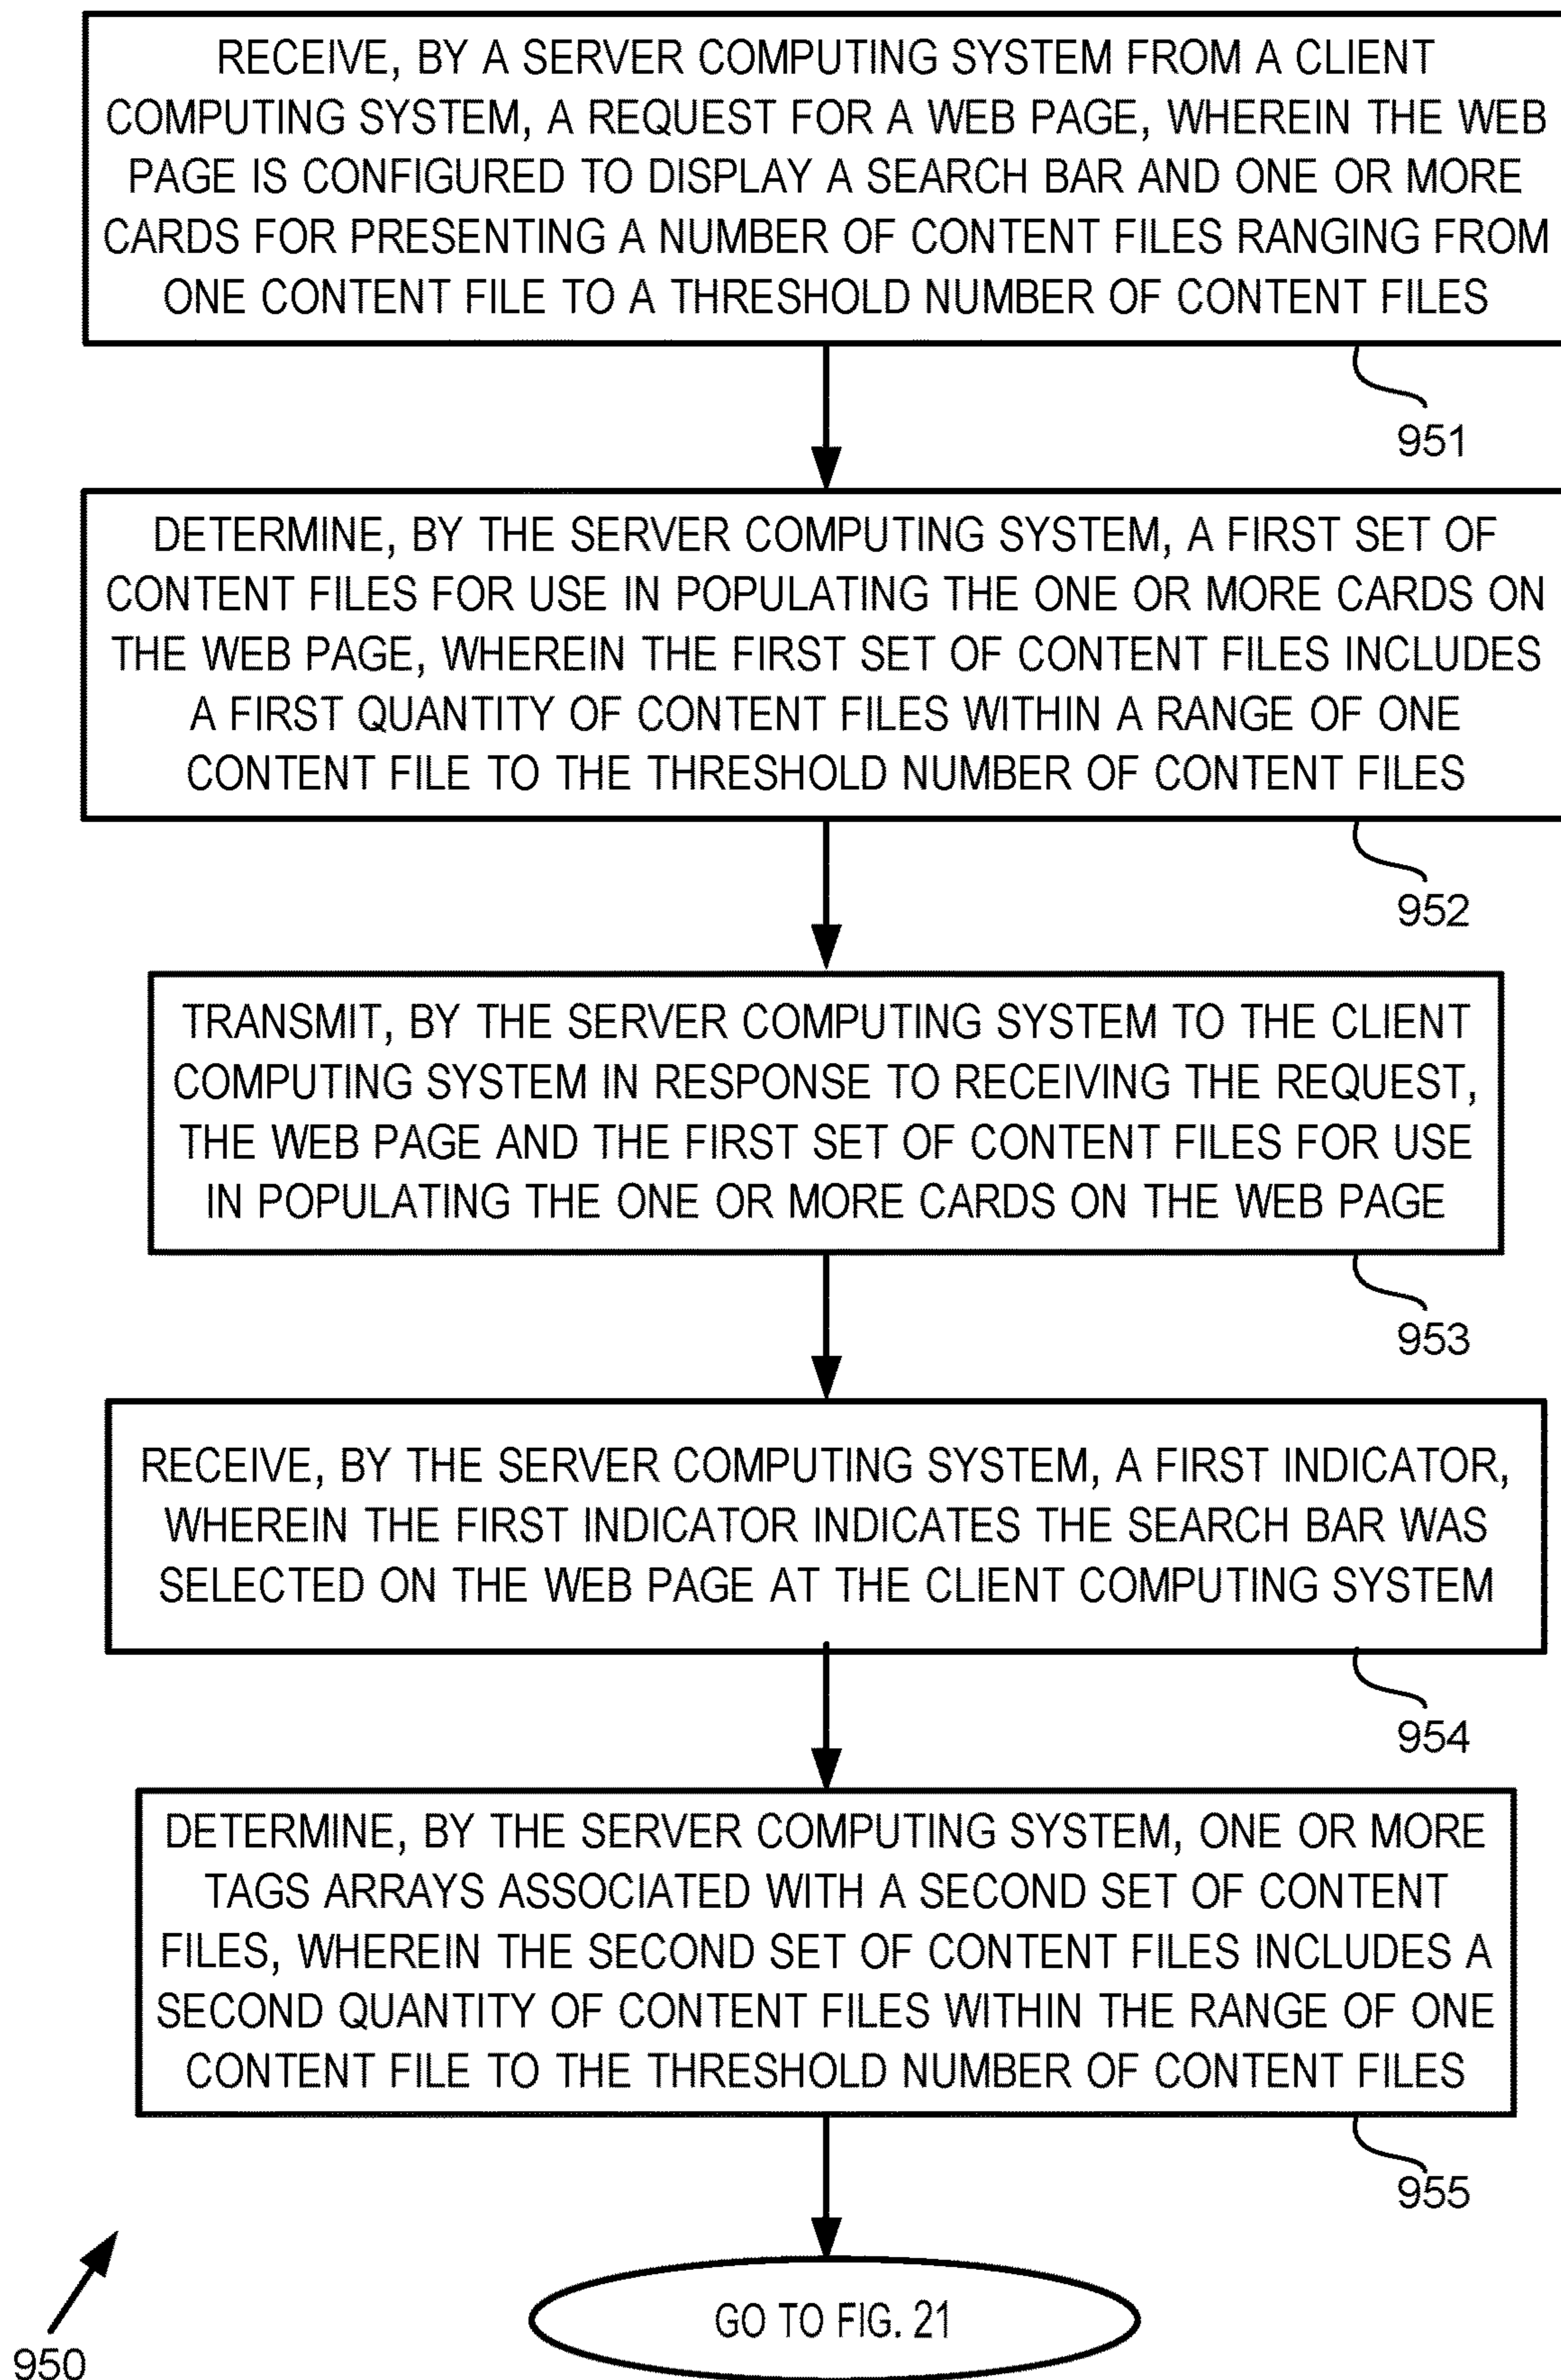 RECEIVE, BY A SERVER COMPUTING SYSTEM FROM A CLIENT
COMPUTING SYSTEM, A REQUEST FOR A WEB PAGE, WHEREIN THE WEB
PAGE IS CONFIGURED TO DISPLAY A SEARCH BAR AND ONE OR MORE
CARDS FOR PRESENTING A NUMBER OF CONTENT FILES RANGING FROM
ONE CONTENT FILE TO A THRESHOLD NUMBER OF CONTENT FILES
951
DETERMINE, BY THE SERVER COMPUTING SYSTEM, A FIRST SET OF
CONTENT FILES FOR USE IN POPULATING THE ONE OR MORE CARDS ON
THE WEB PAGE, WHEREIN THE FIRST SET OF CONTENT FILES INCLUDES
A FIRST QUANTITY OF CONTENT FILES WITHIN A RANGE OF ONE
CONTENT FILE TO THE THRESHOLD NUMBER OF CONTENT FILES
952
TRANSMIT, BY THE SERVER COMPUTING SYSTEM TO THE CLIENT
COMPUTING SYSTEM IN RESPONSE TO RECEIVING THE REQUEST,
THE WEB PAGE AND THE FIRST SET OF CONTENT FILES FOR USE
IN POPULATING THE ONE OR MORE CARDS ON THE WEB PAGE
953
RECEIVE, BY THE SERVER COMPUTING SYSTEM, A FIRST INDICATOR,
WHEREIN THE FIRST INDICATOR INDICATES THE SEARCH BAR WAS
SELECTED ON THE WEB PAGE AT THE CLIENT COMPUTING SYSTEM
954
DETERMINE, BY THE SERVER COMPUTING SYSTEM, ONE OR MORE
TAGS ARRAYS ASSOCIATED WITH A SECOND SET OF CONTENT
FILES, WHEREIN THE SECOND SET OF CONTENT FILES INCLUDES A
SECOND QUANTITY OF CONTENT FILES WITHIN THE RANGE OF ONE
CONTENT FILE TO THE THRESHOLD NUMBER OF CONTENT FILES
955
GO TO FIG. 21
950